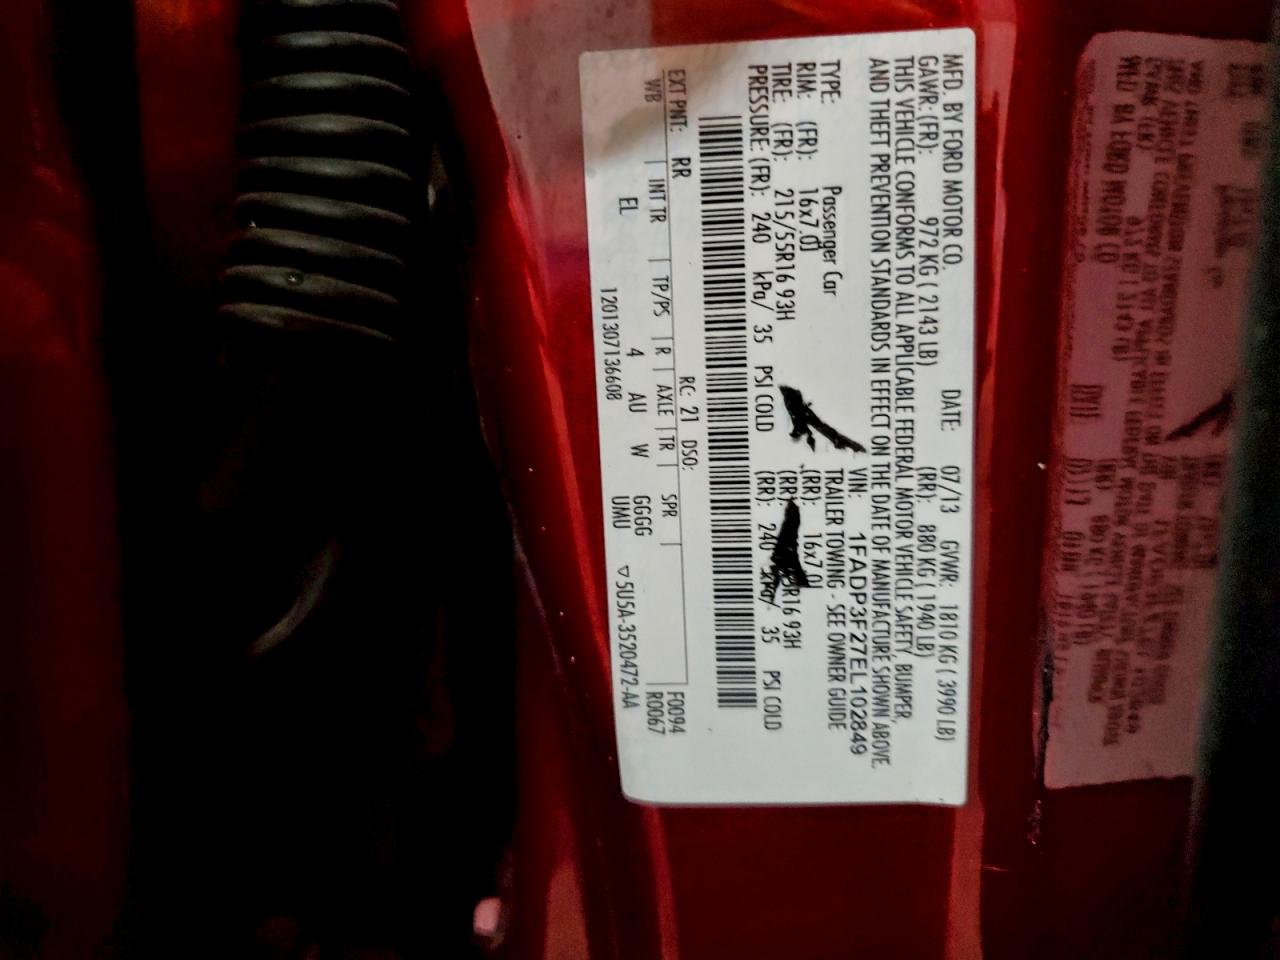 MFD. BY FORD MOTOR CO. DATE: 07/13 GVWR: 1810 KG ( 3990 LB)
GAWR: (FR): 972 KG ( 2143 LB) (RR): 880 KG ( 1940 LB)
THIS VEHICLE CONFORMS TO ALL APPLICABLE FEDERAL MOTOR VEHICLE SAFETY, BUMPER,
AND THEFT PREVENTION STANDARDS IN EFFECT ON THE DATE OF MANUFACTURE SHOWN ABOVE.
VIN: 1FADP3F27EL102849
TYPE: Passenger Car TRAILER TOWING - SEE OWNER GUIDE
RIM: (FR): 16x7.0J (RR): 16x7.0J
TIRE: (FR): 215/55R16 93H (RR): R16 93H
PRESSURE: (FR): 240 kPa/ 35 PSI COLD (RR): 240 kPa/ 35 PSI COLD
EXT PNT: RR RC: 21 DSO: F0094
WB INT TR TP/PS R AXLE TR SPR R0067
EL 4 AU W GGGG
UMU
1201307136608 ▽5U5A-3520472-AA